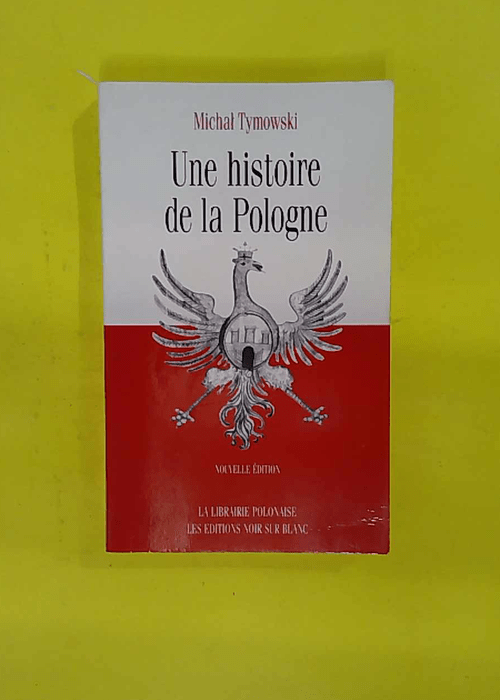 Michał Tymowski
Une histoire
de la Pologne
NOUVELLE ÉDITION
LA LIBRAIRIE POLONAISE
LES EDITIONS NOIR SUR BLANC